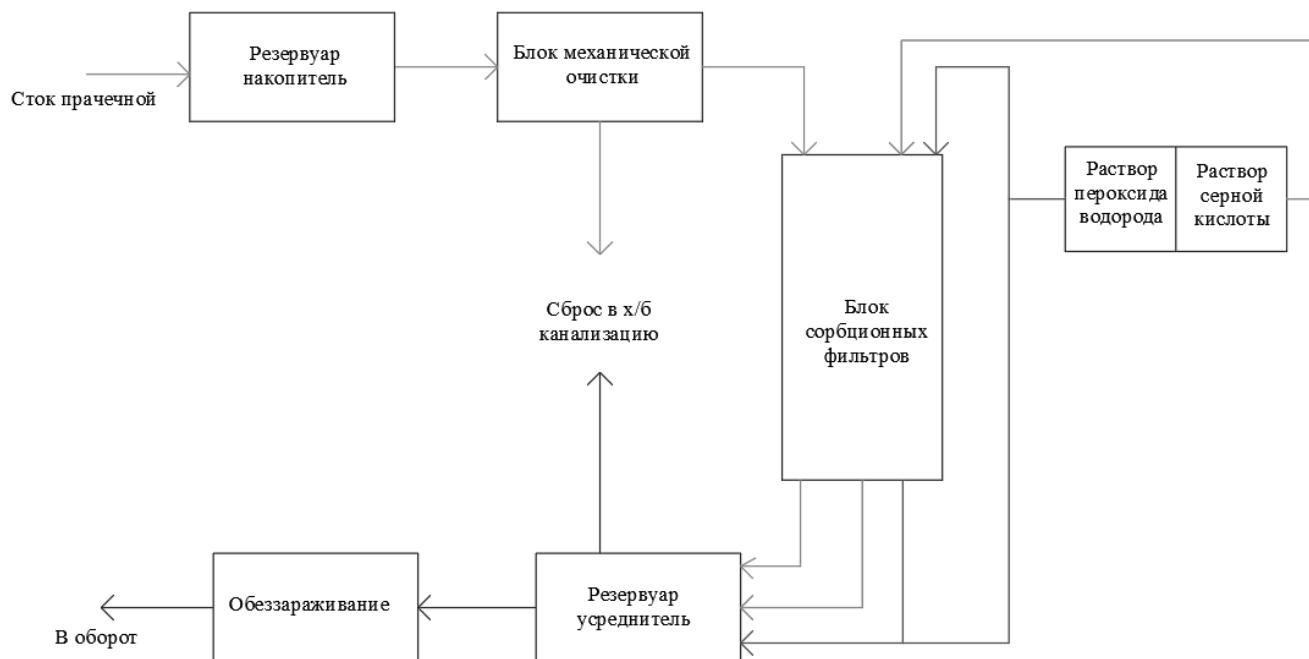 Резервуар
накопитель
Блок механической
очистки
Сток прачечной
Раствор
пероксида
водорода
Раствор
серной
кислоты
Сброс в х/б
канализацию
Блок
сорбционных
фильтров
Обеззараживание
Резервуар
усреднитель
В оборот